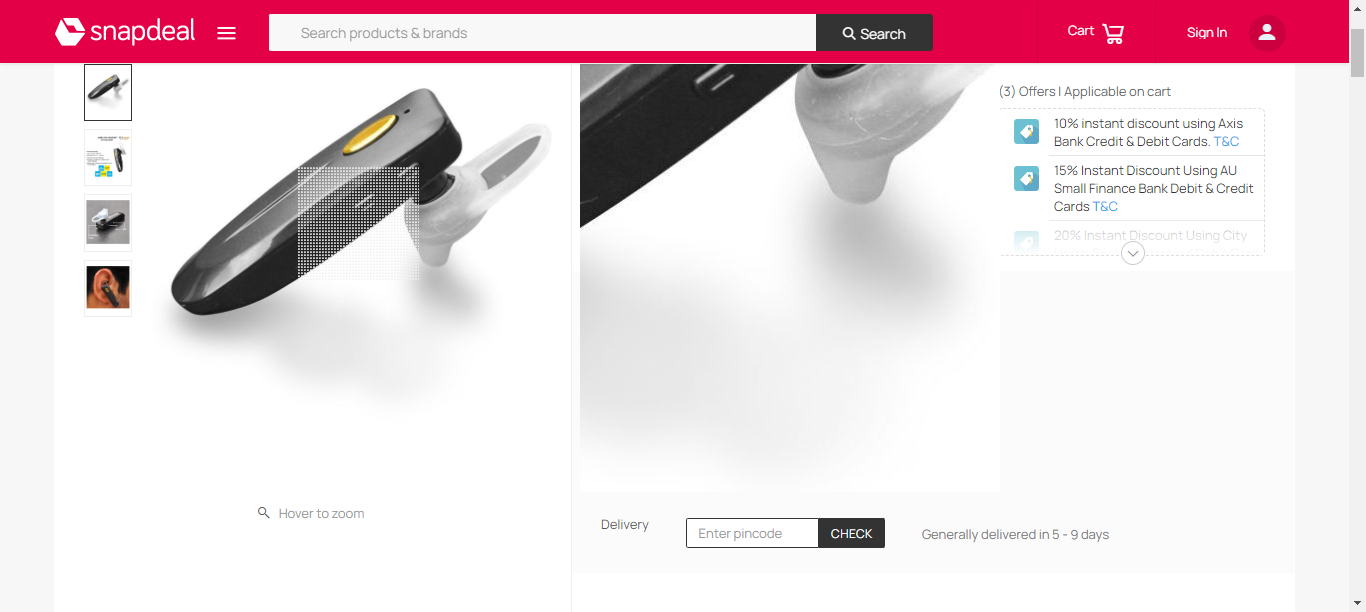 snapdeal
Search products & brands
Search
Cart
Sign In
(3) Offers | Applicable on cart
10% instant discount using Axis
Bank Credit & Debit Cards. T&C
15% Instant Discount Using AU
Small Finance Bank Debit & Credit
Cards T&C
20% Instant Discount Using City
Hover to zoom
Delivery
Enter pincode
CHECK
Generally delivered in 5 - 9 days